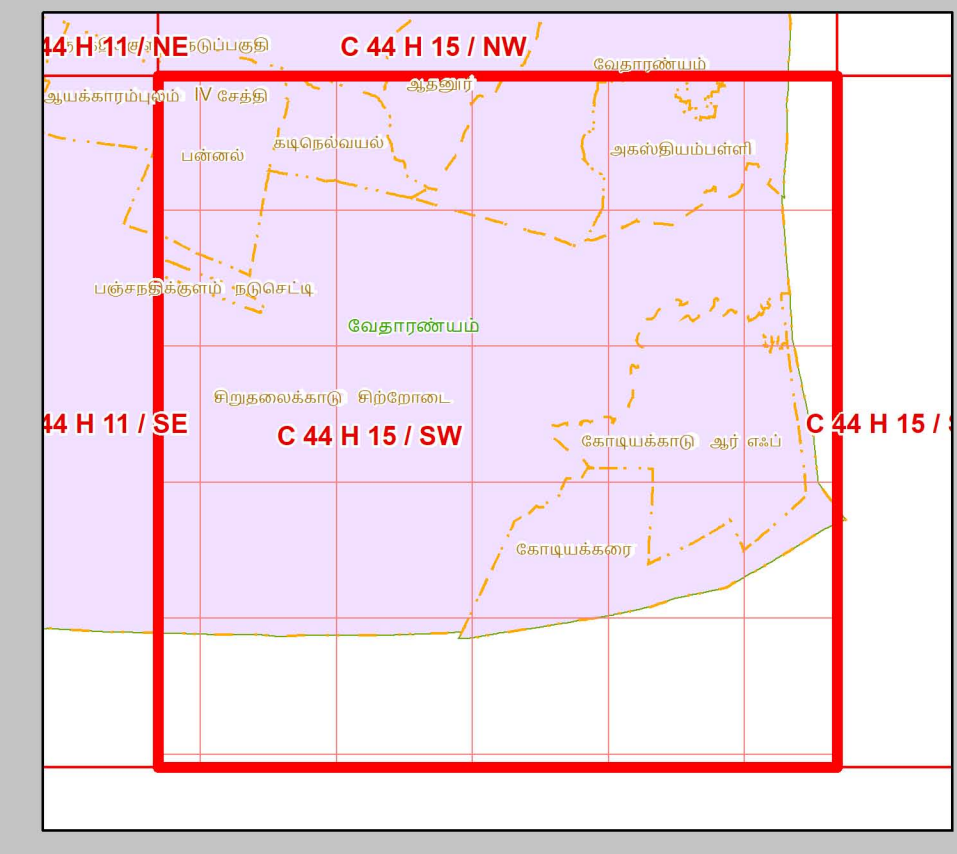 44 H 11 / NE
நடுப்பகுதி
C 44 H 15 / NW
வேதாரண்யம்
ஆயக்காரம்புலம் IV சேத்தி
ஆதனூர்
பன்னல்
கடிநெல்வயல்
அகஸ்தியம்பள்ளி
பஞ்சநதிக்குளம் நடுசெட்டி
வேதாரண்யம்
சிறுதலைக்காடு சிற்றோடை
44 H 11 / SE
C 44 H 15 / SW
கோடியக்காடு ஆர் எஃப்
C 44 H 15 /
கோடியக்கரை